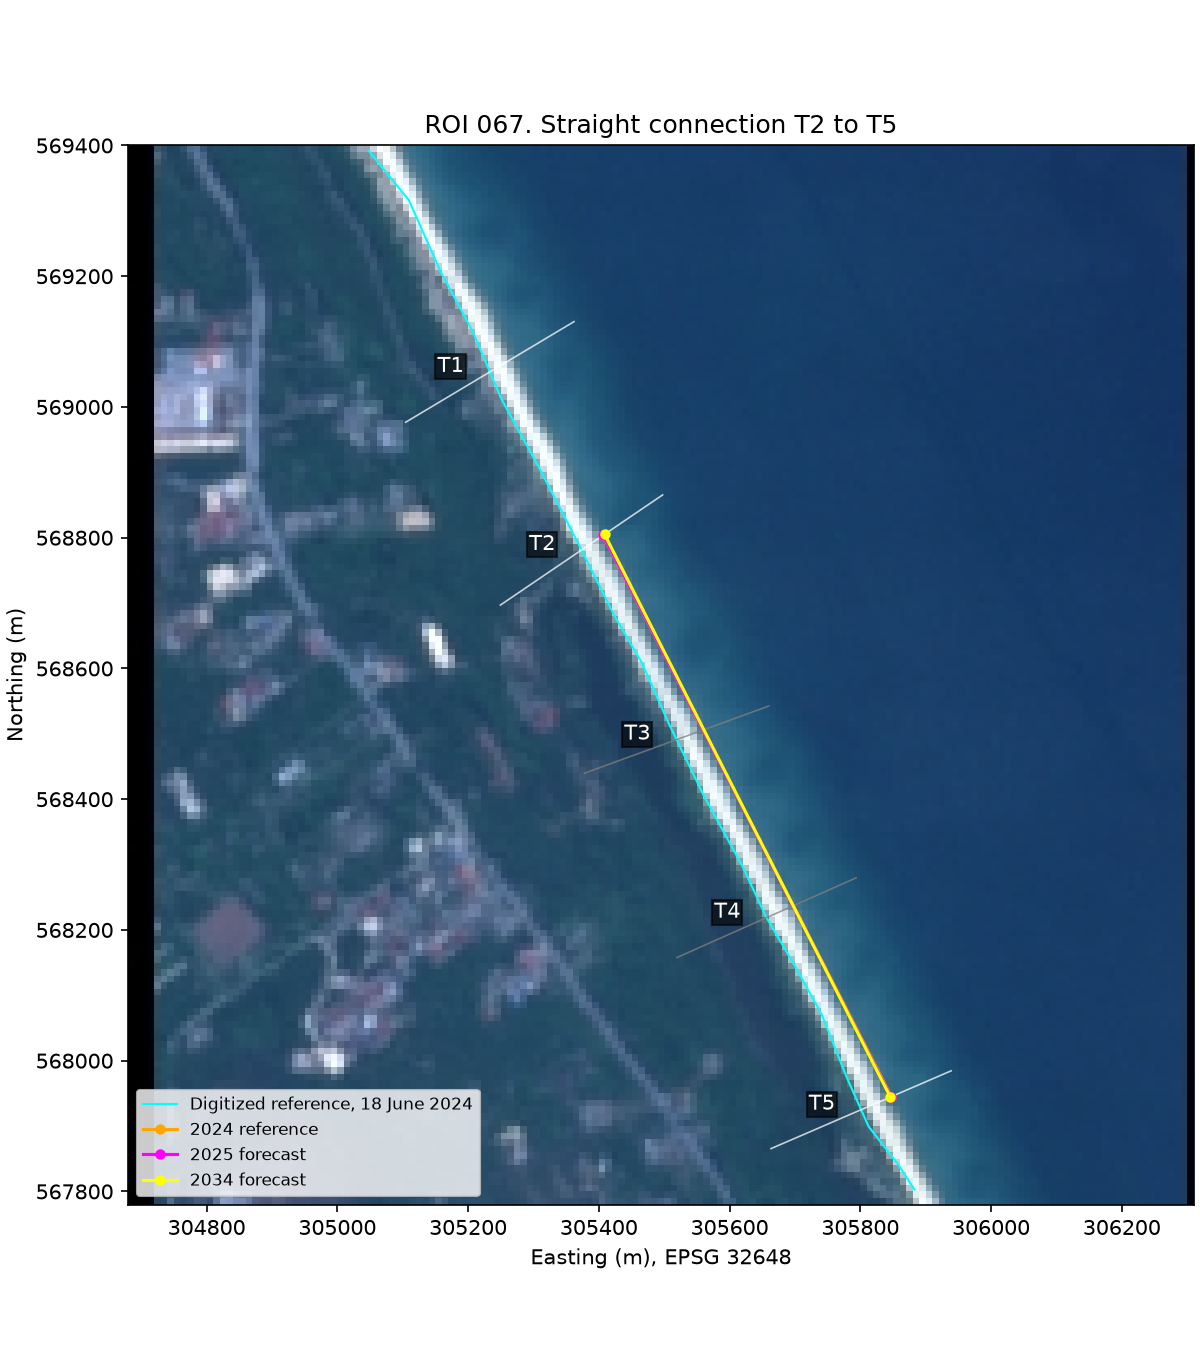 ROI 067. Straight connection T2 to T5
Northing (m)
569400
569200
569000
568800
568600
568400
568200
568000
567800
T1
T2
T3
T4
T5
Digitized reference, 18 June 2024
2024 reference
2025 forecast
2034 forecast
304800 305000 305200 305400 305600 305800 306000 306200
Easting (m), EPSG 32648